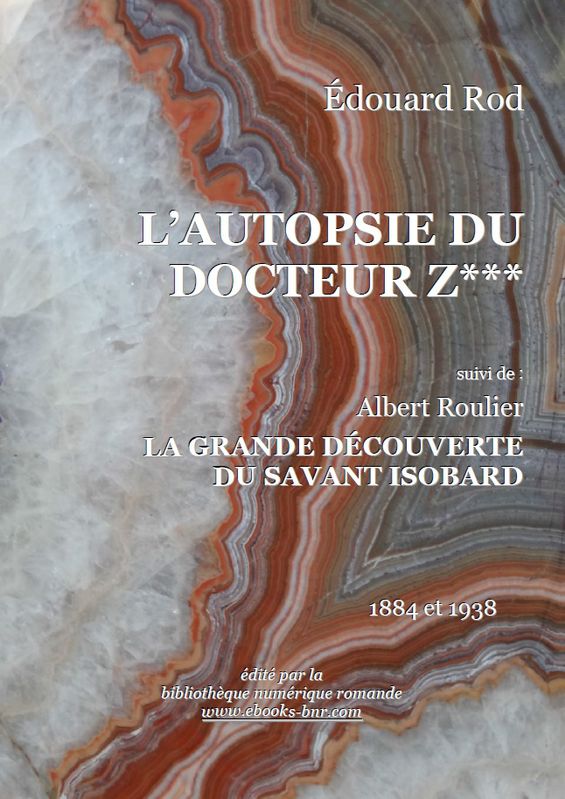 Édouard Rod
L’AUTOPSIE DU
DOCTEUR Z***
suivi de :
Albert Roulier
LA GRANDE DÉCOUVERTE
DU SAVANT ISOBARD
1884 et 1938
édité par la
bibliothèque numérique romande
www.ebooks-bnr.com